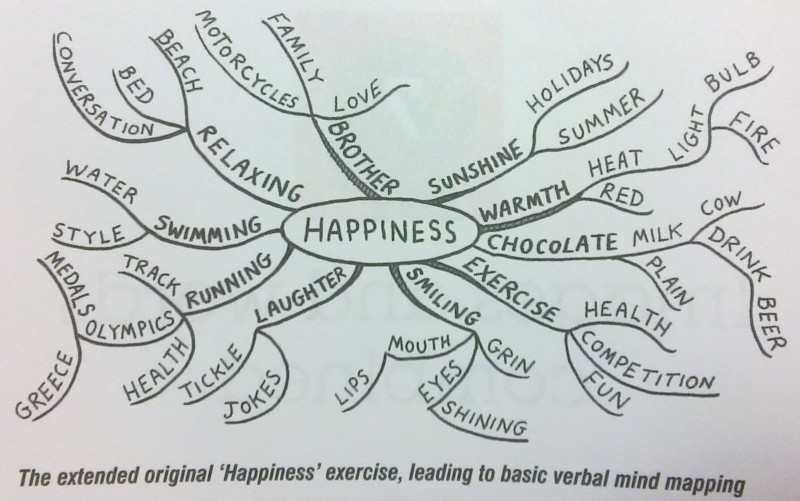 CONVERSATION
BED
BEACH
RELAXING
MOTORCYCLES
FAMILY
LOVE
BROTHER
SUNSHINE
HOLIDAYS
SUMMER
WARMTH
HEAT
LIGHT
BULB
FIRE
RED
HAPPINESS
CHOCOLATE
MILK
COW
DRINK
BEER
PLAIN
EXERCISE
HEALTH
COMPETITION
FUN
SMILING
MOUTH
LIPS
EYES
SHINING
GRIN
LAUGHTER
TICKLE
JOKES
RUNNING
TRACK
OLYMPICS
MEDALS
GREECE
HEALTH
SWIMMING
WATER
STYLE
The extended original 'Happiness' exercise, leading to basic verbal mind mapping